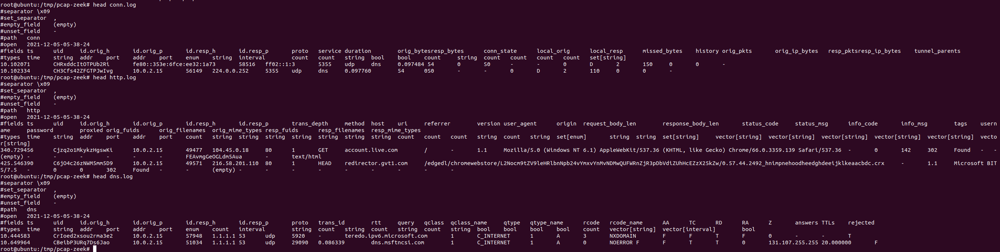 root@ubuntu:/tmp/pcap-zeek# head conn.log
#separator \x09
#set_separator	,
#empty_field	(empty)
#unset_field	-
#path	conn
#open	2021-12-05-05-38-24
#fields	ts	uid	id.orig_h	id.orig_p	id.resp_h	id.resp_p	proto	service	duration	orig_bytesresp_bytes	conn_state	local_orig	local_resp	missed_bytes	history	orig_pkts	orig_ip_bytes	resp_pktsresp_ip_bytes	tunnel_parents
#types	time	string	addr	port	addr	port	enum	string	interval	count	count	string	bool	bool	count	string	count	count	count	count	set[string]
10.102071	CHRxddcItOTPUb2Ri	fe80::353e:6fce:ee32:1a73	58516	ff02::1:3	5355	udp	dns	0.097484 54	0	S0	-	-	0	D	2	150	0	0	-
10.102334	CH3Cfs42ZFGTPJwIvg	10.0.2.15	56149	224.0.0.252	5355	udp	dns	0.097760	54	0S0	-	-	0	D	2	110	0	0	-
root@ubuntu:/tmp/pcap-zeek# head http.log
#separator \x09
#set_separator	,
#empty_field	(empty)
#unset_field	-
#path	http
#open	2021-12-05-05-38-24
#fields	ts	uid	id.orig_h	id.orig_p	id.resp_h	id.resp_p	trans_depth	method	host	uri	referrer	version	user_agent	origin	request_body_len	response_body_len	status_code	status_msg	info_code	info_msg	tags	usern
ame	password	proxied	orig_fuids	orig_filenames	orig_mime_types	resp_fuids	resp_filenames	resp_mime_types
#types	time	string	addr	port	addr	port	count	string	string	string	string	string	string	string	count	count	count	string	count	string	set[enum]	string	string	set[string]	vector[string]	vector[string]	vector[string]	vector[string]	vector[string]	vecto
r[string]
340.729456	Cjzq2o1MkykzHgswKi	10.0.2.15	49477	104.45.0.18	80	1	GET	account.live.com	/	-	1.1	Mozilla/5.0 (Windows NT 6.1) AppleWebKit/537.36 (KHTML, like Gecko) Chrome/66.0.3359.139 Safari/537.36	-	0	142	302	Found	-	-
(empty)	-	-	-	-	-	FEAvmgGeOGLdm5Aua	-	text/html
425.546390	C6jO4c26zNWM5mm5D9	10.0.2.15	49571	216.58.201.110	80	1	HEAD	redirector.gvt1.com	/edgedl/chromewebstore/L2Nocm9tZV9leHRlbnNpb24vYmxvYnMvNDMwQUFWRnZjR3pDbVdiZUhHcEZzX25kZw/0.57.44.2492_hnimpnehoodheedghdeeijklkeaacbdc.crx	-	1.1	Microsoft BIT
S/7.5	-	0	0	302	Found	-	-	(empty)	-	-	-	-	-	-	-	-	-
root@ubuntu:/tmp/pcap-zeek# head dns.log
#separator \x09
#set_separator	,
#empty_field	(empty)
#unset_field	-
#path	dns
#open	2021-12-05-05-38-24
#fields	ts	uid	id.orig_h	id.orig_p	id.resp_h	id.resp_p	proto	trans_id	rtt	query	qclass	qclass_name	qtype	qtype_name	rcode	rcode_name	AA	TC	RD	RA	Z	answers	TTLs	rejected
#types	time	string	addr	port	addr	port	enum	count	interval	string	count	string	count	string	count	string	bool	bool	bool	bool	count	vector[string]	vector[interval]	bool
10.444583	CrIoed2xsou2rma3e2	10.0.2.15	57948	1.1.1.1	53	udp	5920	-	teredo.ipv6.microsoft.com	1	C_INTERNET	1	A	3	NXDOMAIN	F	F	T	F	0	-	-	T
10.649964	CBeibP3URq7Ds6Jao	10.0.2.15	51034	1.1.1.1	53	udp	29090	0.086339	dns.msftncsi.com	1	C_INTERNET	1	A	0	NOERROR	F	F	T	T	0	131.107.255.255	20.000000	F
root@ubuntu:/tmp/pcap-zeek#